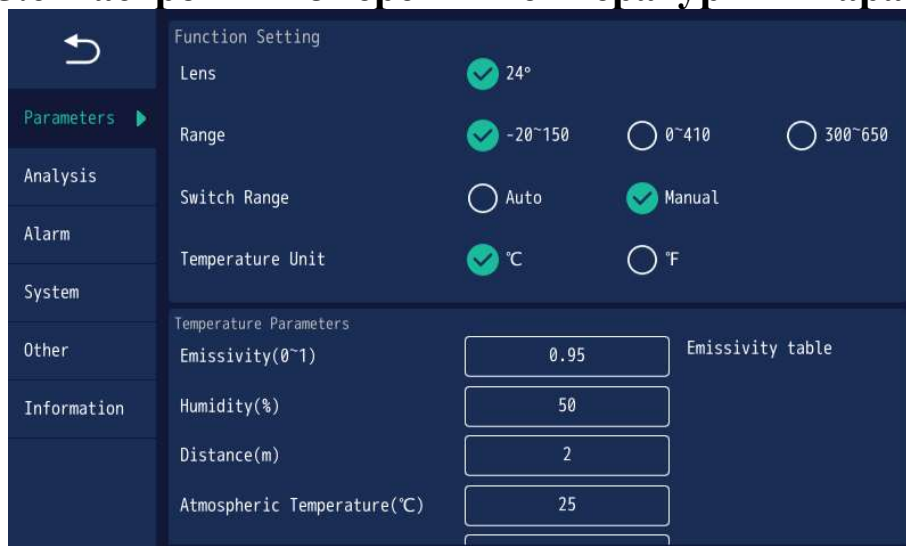 Function Setting
Lens 24°
Parameters
Range -20~150 0~410 300~650
Analysis
Switch Range Auto Manual
Alarm
Temperature Unit ℃ ℉
System
Temperature Parameters
Other
Emissivity(0~1) 0.95 Emissivity table
Information
Humidity(%) 50
Distance(m) 2
Atmospheric Temperature(℃) 25